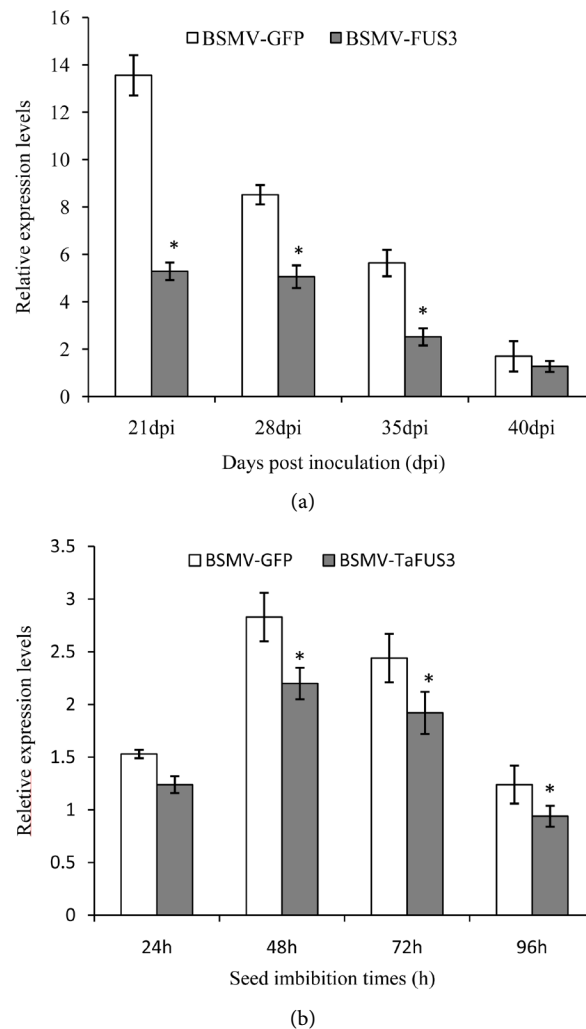 16
BSMV-GFP BSMV-FUS3
14
12
10
8
6
4
2
0
Relative expression levels
*
*
*
21dpi 28dpi 35dpi 40dpi
Days post inoculation (dpi)
(a)
3.5
BSMV-GFP BSMV-TaFUS3
3
2.5
2
1.5
1
0.5
0
Reletive expression levels
*
*
*
24h 48h 72h 96h
Seed imbibition times (h)
(b)